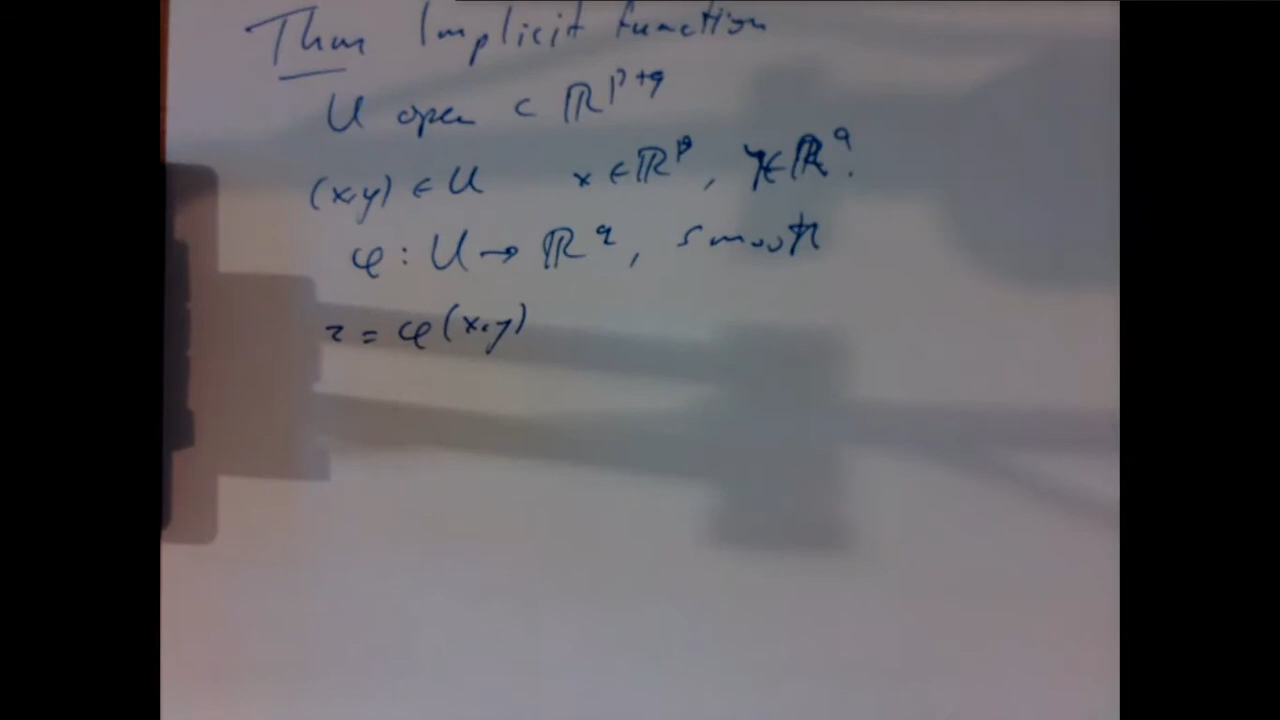 Thm Implicit function
U open ⊂ ℝ^{p+q}
(x,y) ∈ U x ∈ ℝ^p, y ∈ ℝ^q.
φ : U → ℝ^q, smooth
z = φ(x,y)